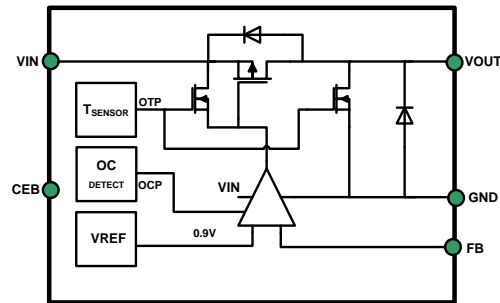 VIN
VOUT
TSENSOR
OTP
OC
DETECT
OCP
CEB
VIN
GND
VREF
0.9V
FB